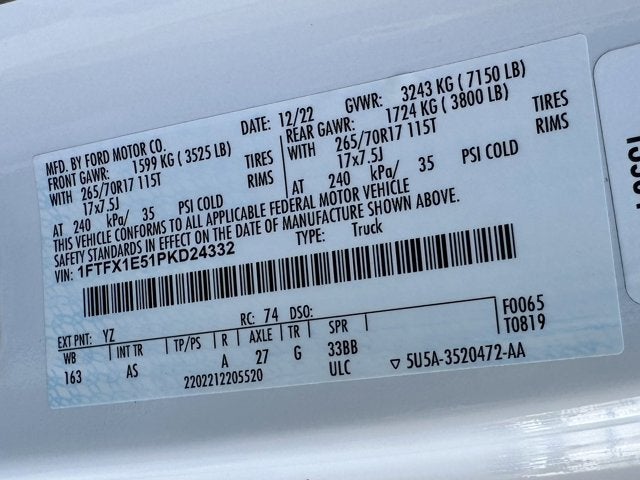 MFD. BY FORD MOTOR CO.
DATE: 12/22 GVWR: 3243 KG ( 7150 LB)
FRONT GAWR: 1599 KG ( 3525 LB)
REAR GAWR: 1724 KG ( 3800 LB)
WITH 265/70R17 115T TIRES
WITH 265/70R17 115T TIRES
17x7.5J RIMS
17x7.5J RIMS
AT 240 kPa/ 35 PSI COLD
AT 240 kPa/ 35 PSI COLD
THIS VEHICLE CONFORMS TO ALL APPLICABLE FEDERAL MOTOR VEHICLE
SAFETY STANDARDS IN EFFECT ON THE DATE OF MANUFACTURE SHOWN ABOVE.
VIN: 1FTFX1E51PKD24332 TYPE: Truck
EXT PNT: YZ RC: 74 DSO: F0065
T0819
WB INT TR TP/PS R AXLE TR SPR
163 AS A 27 G 33BB
ULC ▽ 5U5A-3520472-AA
2202212205520